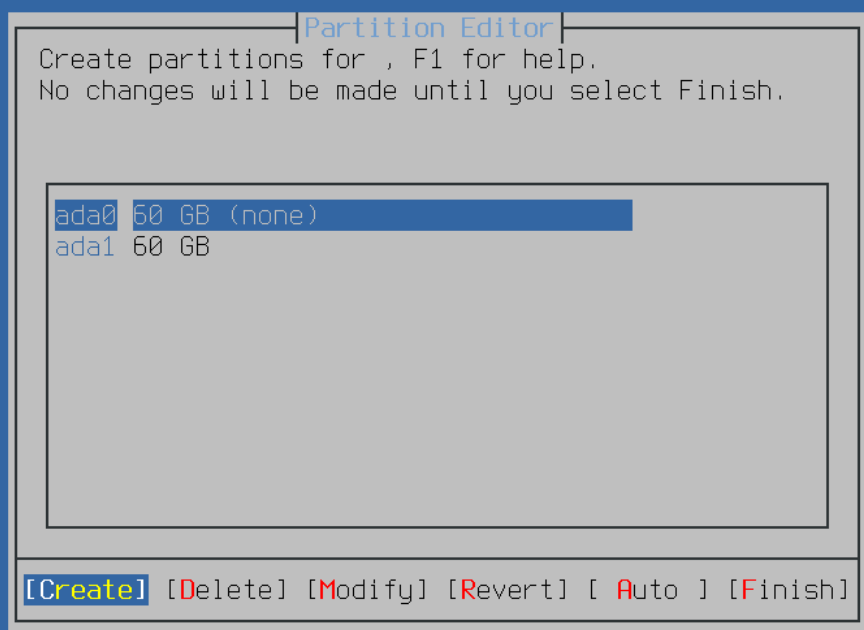 Partition Editor
Create partitions for , F1 for help.
No changes will be made until you select Finish.
ada0 60 GB (none)
ada1 60 GB
[Create] [Delete] [Modify] [Revert] [ Auto ] [Finish]